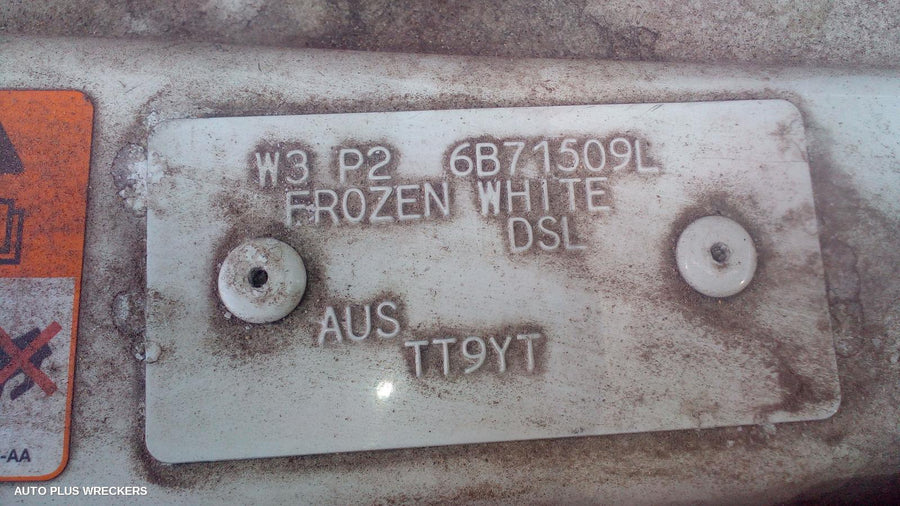 W3 P2 6B71509L
FROZEN WHITE
DSL
AUS
TT9YT
-AA
AUTO PLUS WRECKERS